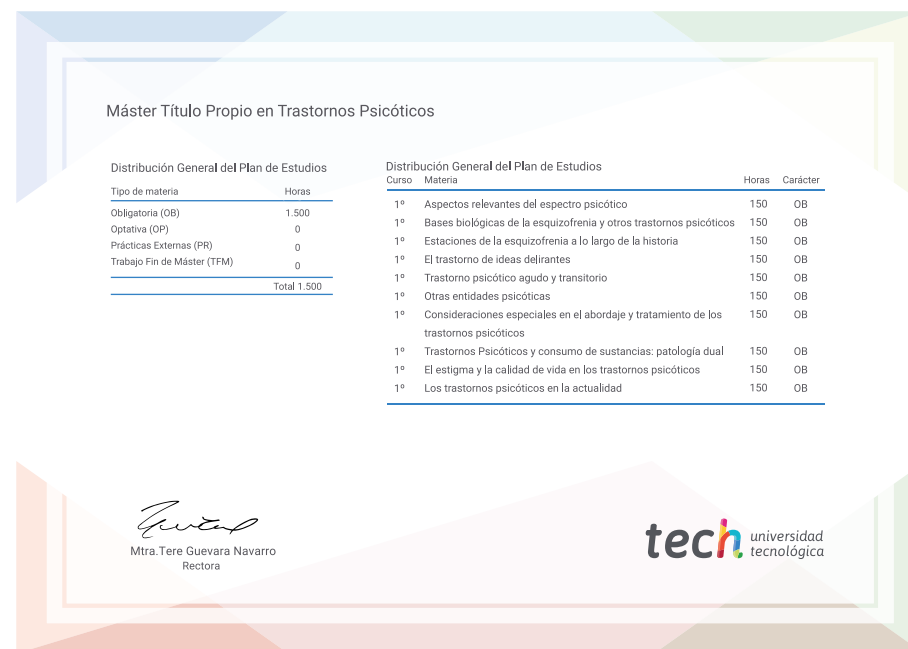 Máster Título Propio en Trastornos Psicóticos
Distribución General del Plan de Estudios
Tipo de materia Horas
Obligatoria (OB) 1.500
Optativa (OP) 0
Prácticas Externas (PR) 0
Trabajo Fin de Máster (TFM) 0
Total 1.500
Distribución General del Plan de Estudios
Curso Materia Horas Carácter
1º Aspectos relevantes del espectro psicótico 150 OB
1º Bases biológicas de la esquizofrenia y otros trastornos psicóticos 150 OB
1º Estaciones de la esquizofrenia a lo largo de la historia 150 OB
1º El trastorno de ideas delirantes 150 OB
1º Trastorno psicótico agudo y transitorio 150 OB
1º Otras entidades psicóticas 150 OB
1º Consideraciones especiales en el abordaje y tratamiento de los 150 OB
trastornos psicóticos
1º Trastornos Psicóticos y consumo de sustancias: patología dual 150 OB
1º El estigma y la calidad de vida en los trastornos psicóticos 150 OB
1º Los trastornos psicóticos en la actualidad 150 OB
Mtra.Tere Guevara Navarro
Rectora
tech universidad
tecnológica